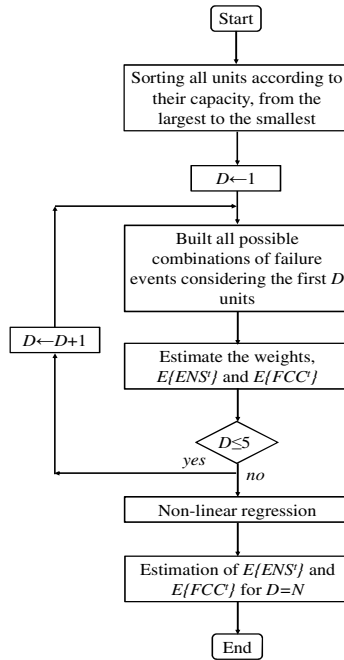 Start
Sorting all units according to
their capacity, from the
largest to the smallest
D←1
Built all possible
combinations of failure
events considering the first D
units
D←D+1
Estimate the weights,
E{ENSᵗ} and E{FCCᵗ}
D≤5
yes
no
Non-linear regression
Estimation of E{ENSᵗ} and
E{FCCᵗ} for D=N
End